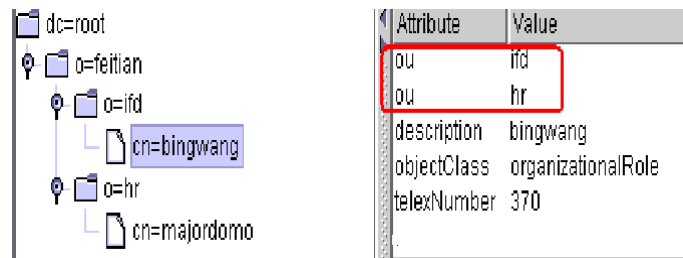 dc=root
o=feitian
o=ifd
cn=bingwang
o=hr
cn=majordomo
Attribute Value
ou ifd
ou hr
description bingwang
objectClass organizationalRole
telexNumber 370